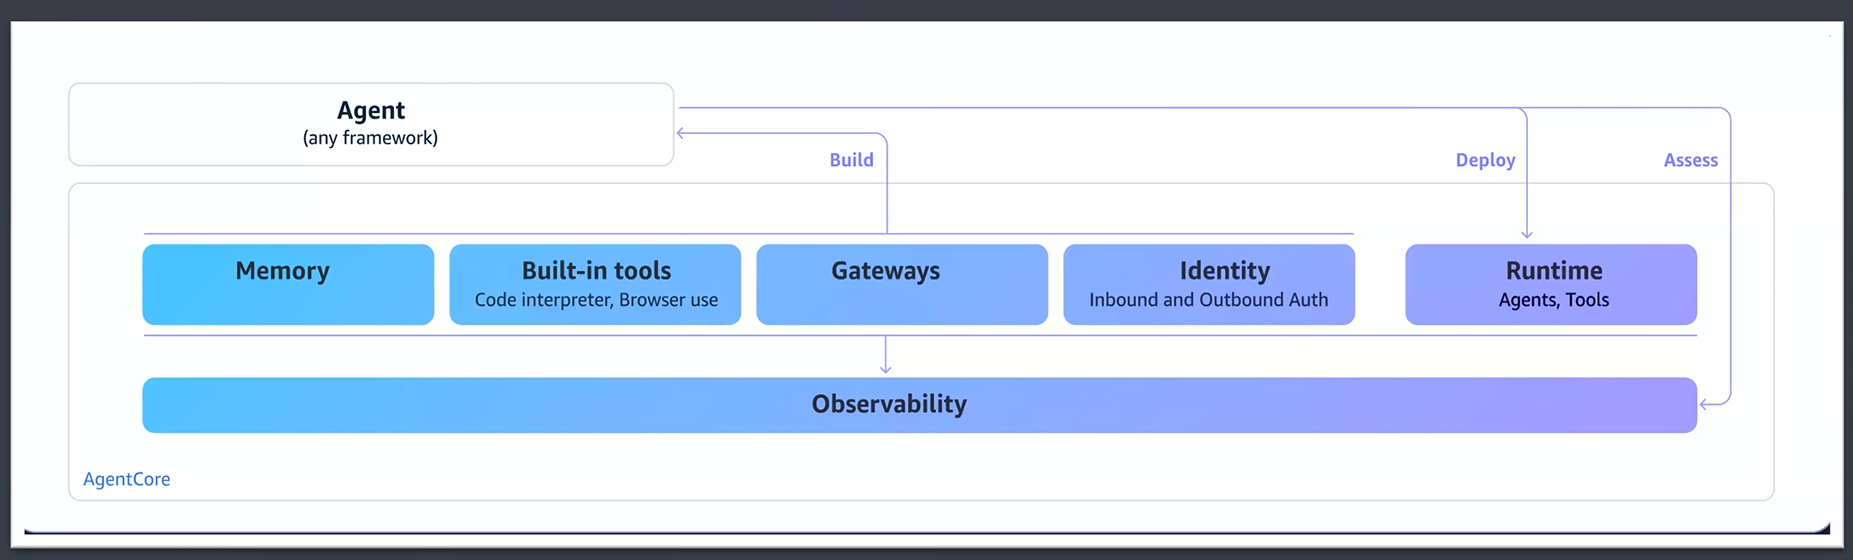 Agent
(any framework)
Build
Deploy
Assess
Memory
Built-in tools
Code interpreter, Browser use
Gateways
Identity
Inbound and Outbound Auth
Runtime
Agents, Tools
Observability
AgentCore